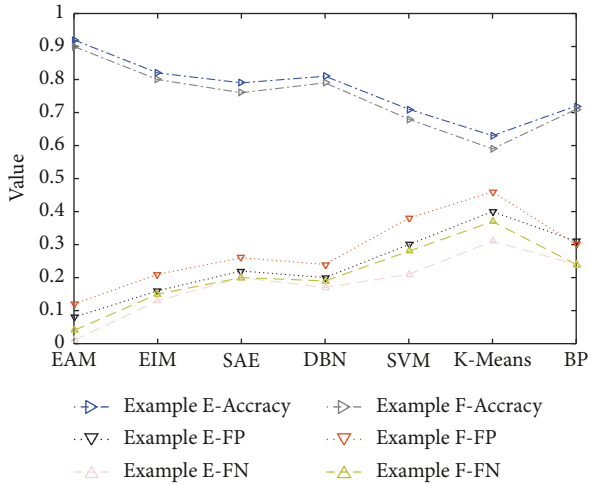 1
0.9
0.8
0.7
0.6
0.5
0.4
0.3
0.2
0.1
0
Value
EAM EIM SAE DBN SVM K-Means BP
Example E-Accracy Example F-Accracy
Example E-FP Example F-FP
Example E-FN Example F-FN